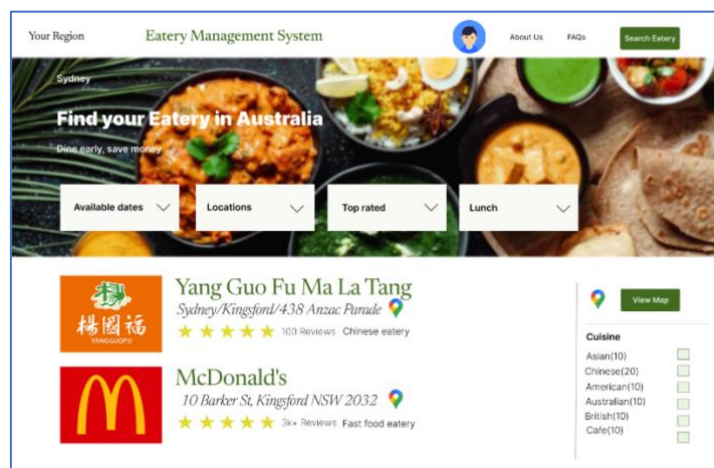 Your Region
Eatery Management System
About Us
FAQs
Search Eatery
Sydney
Find your Eatery in Australia
Dine early, save money
Available dates
Locations
Top rated
Lunch
楊國福
YANGGUOFU
Yang Guo Fu Ma La Tang
Sydney/Kingsford/438 Anzac Parade
100 Reviews Chinese eatery
McDonald's
10 Barker St, Kingsford NSW 2032
3k+ Reviews Fast food eatery
View Map
Cuisine
Asian(10)
Chinese(20)
American(10)
Australian(10)
British(10)
Cafe(10)